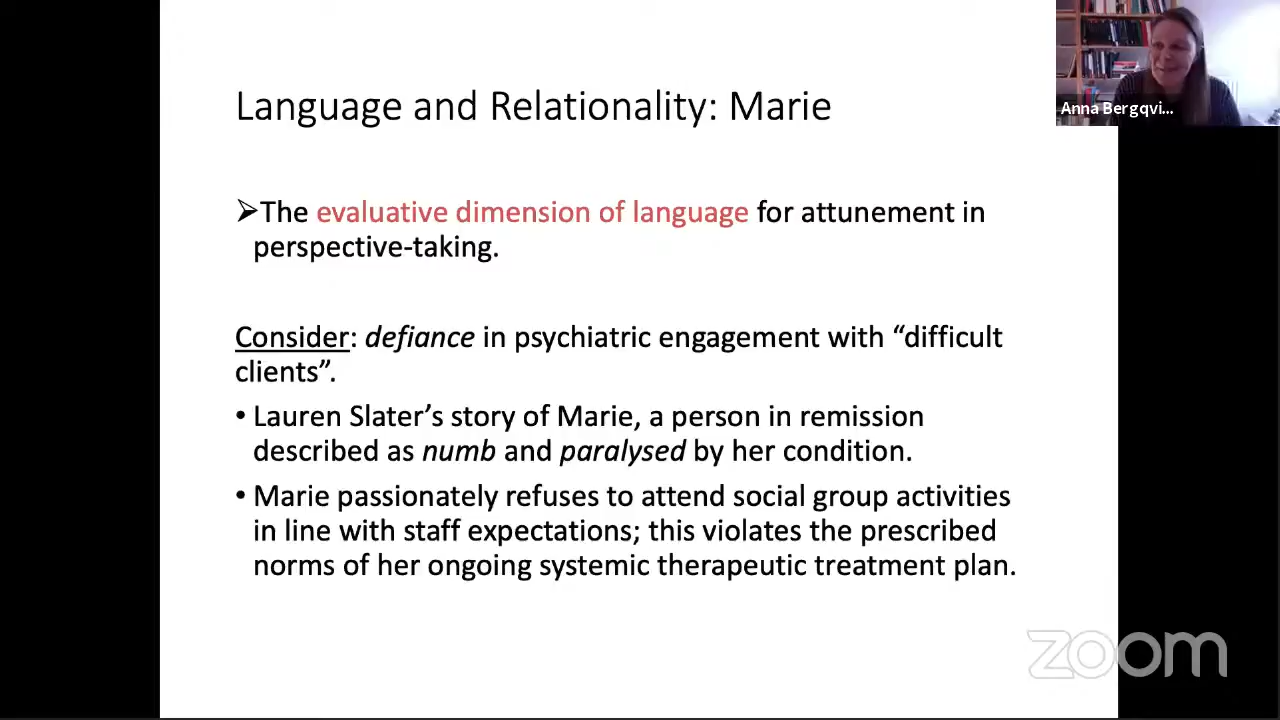 Language and Relationality: Marie
Anna Bergqvi...
➢The evaluative dimension of language for attunement in
perspective-taking.
Consider: defiance in psychiatric engagement with “difficult
clients”.
• Lauren Slater’s story of Marie, a person in remission
described as numb and paralysed by her condition.
• Marie passionately refuses to attend social group activities
in line with staff expectations; this violates the prescribed
norms of her ongoing systemic therapeutic treatment plan.
zoom